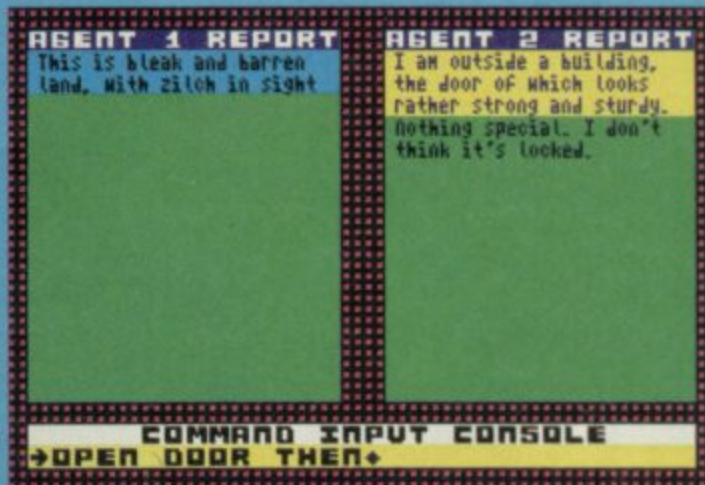 AGENT 1 REPORT
This is bleak and barren
land, with zilch in sight
AGENT 2 REPORT
I am outside a building,
the door of which looks
rather strong and sturdy.
Nothing special. I don't
think it's locked.
COMMAND INPUT CONSOLE
→OPEN DOOR THEN